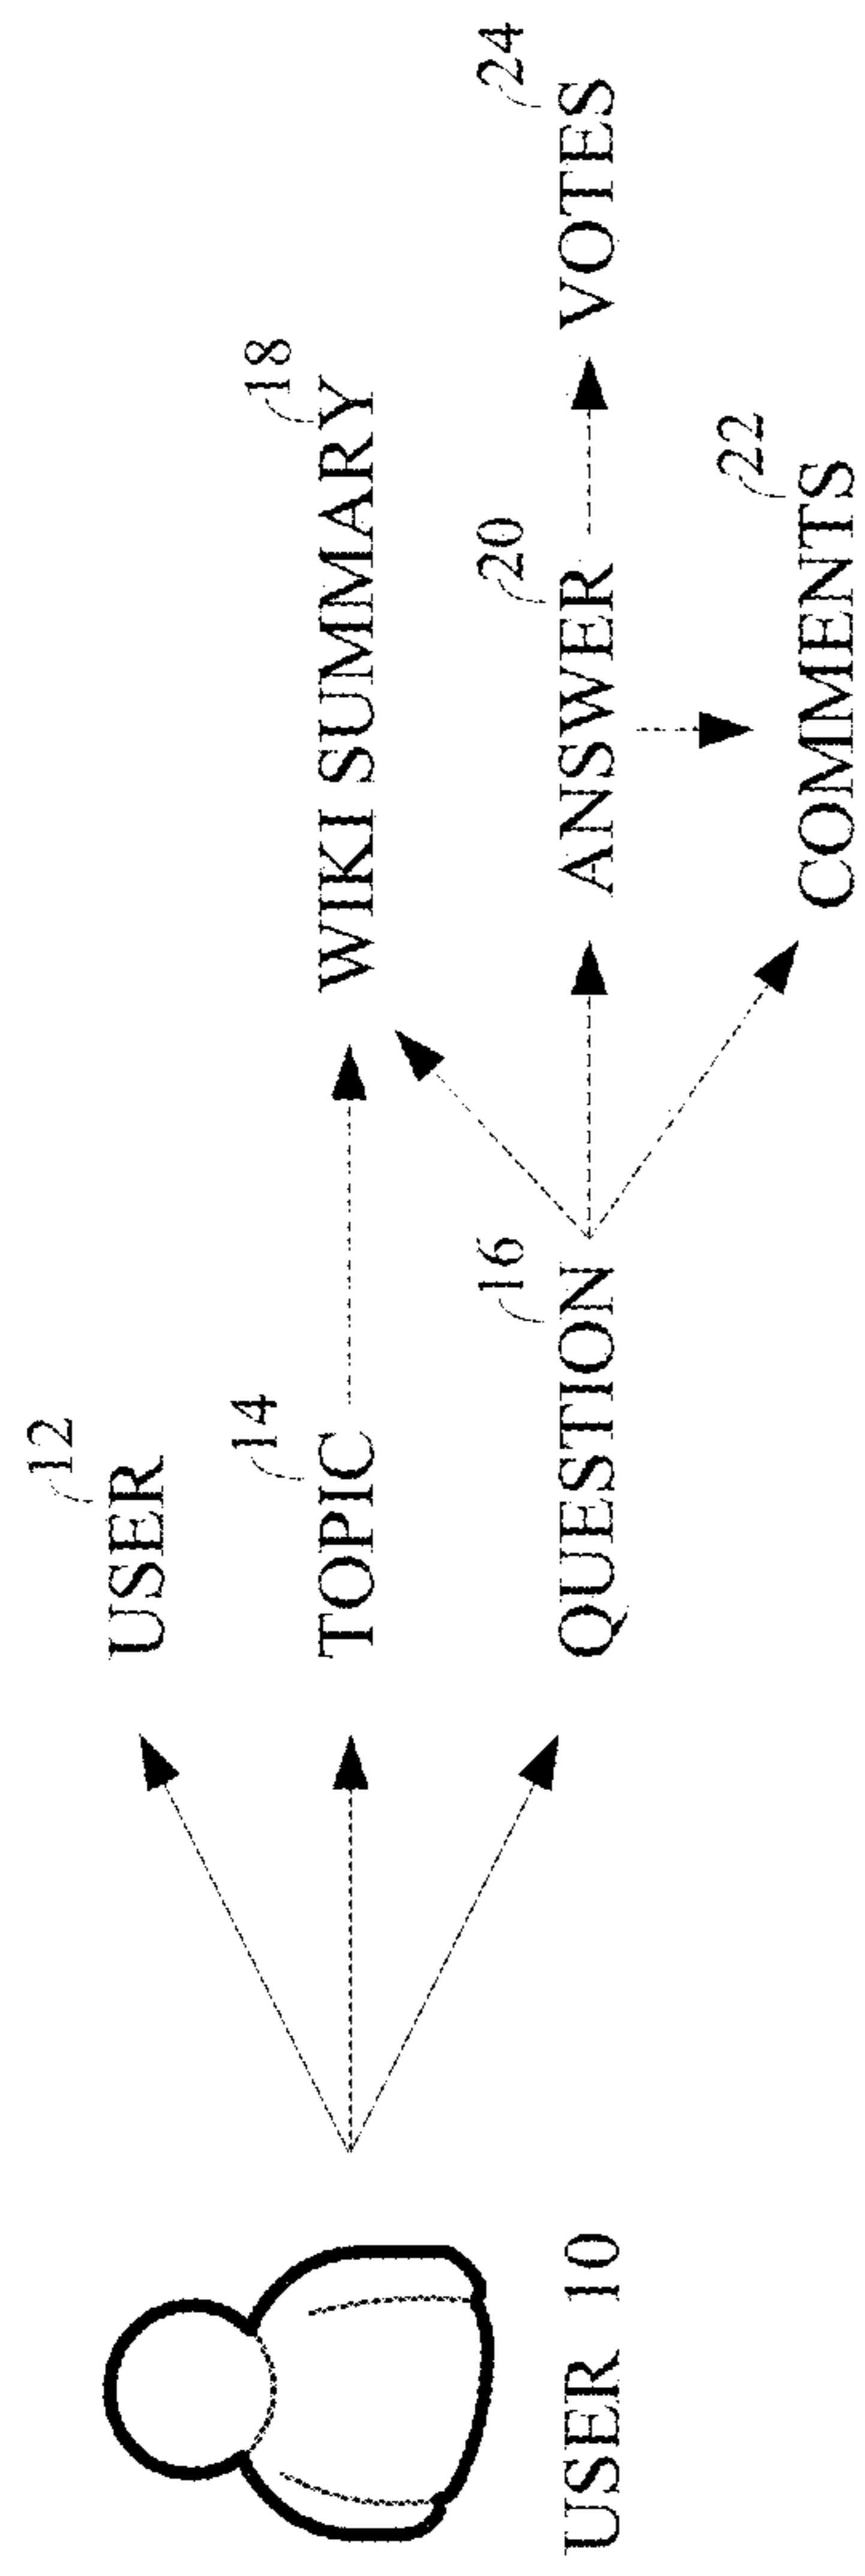 USER 12
TOPIC 14
WIKI SUMMARY 18
QUESTION 16
ANSWER 20
VOTES 24
COMMENTS 22
USER 10